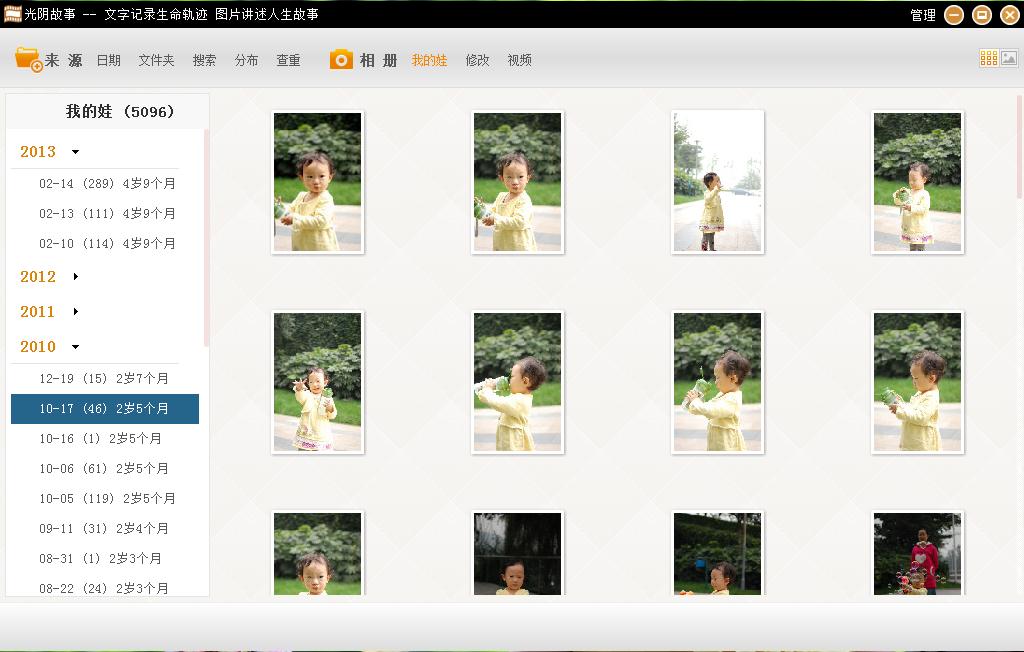 光阴故事 -- 文字记录生命轨迹 图片讲述人生故事
管理
来 源 日期 文件夹 搜索 分布 查重 相 册 我的娃 修改 视频
我的娃 (5096)
2013
02-14 (289) 4岁9个月
02-13 (111) 4岁9个月
02-10 (114) 4岁9个月
2012
2011
2010
12-19 (15) 2岁7个月
10-17 (46) 2岁5个月
10-16 (1) 2岁5个月
10-06 (61) 2岁5个月
10-05 (119) 2岁5个月
09-11 (31) 2岁4个月
08-31 (1) 2岁3个月
08-22 (24) 2岁3个月